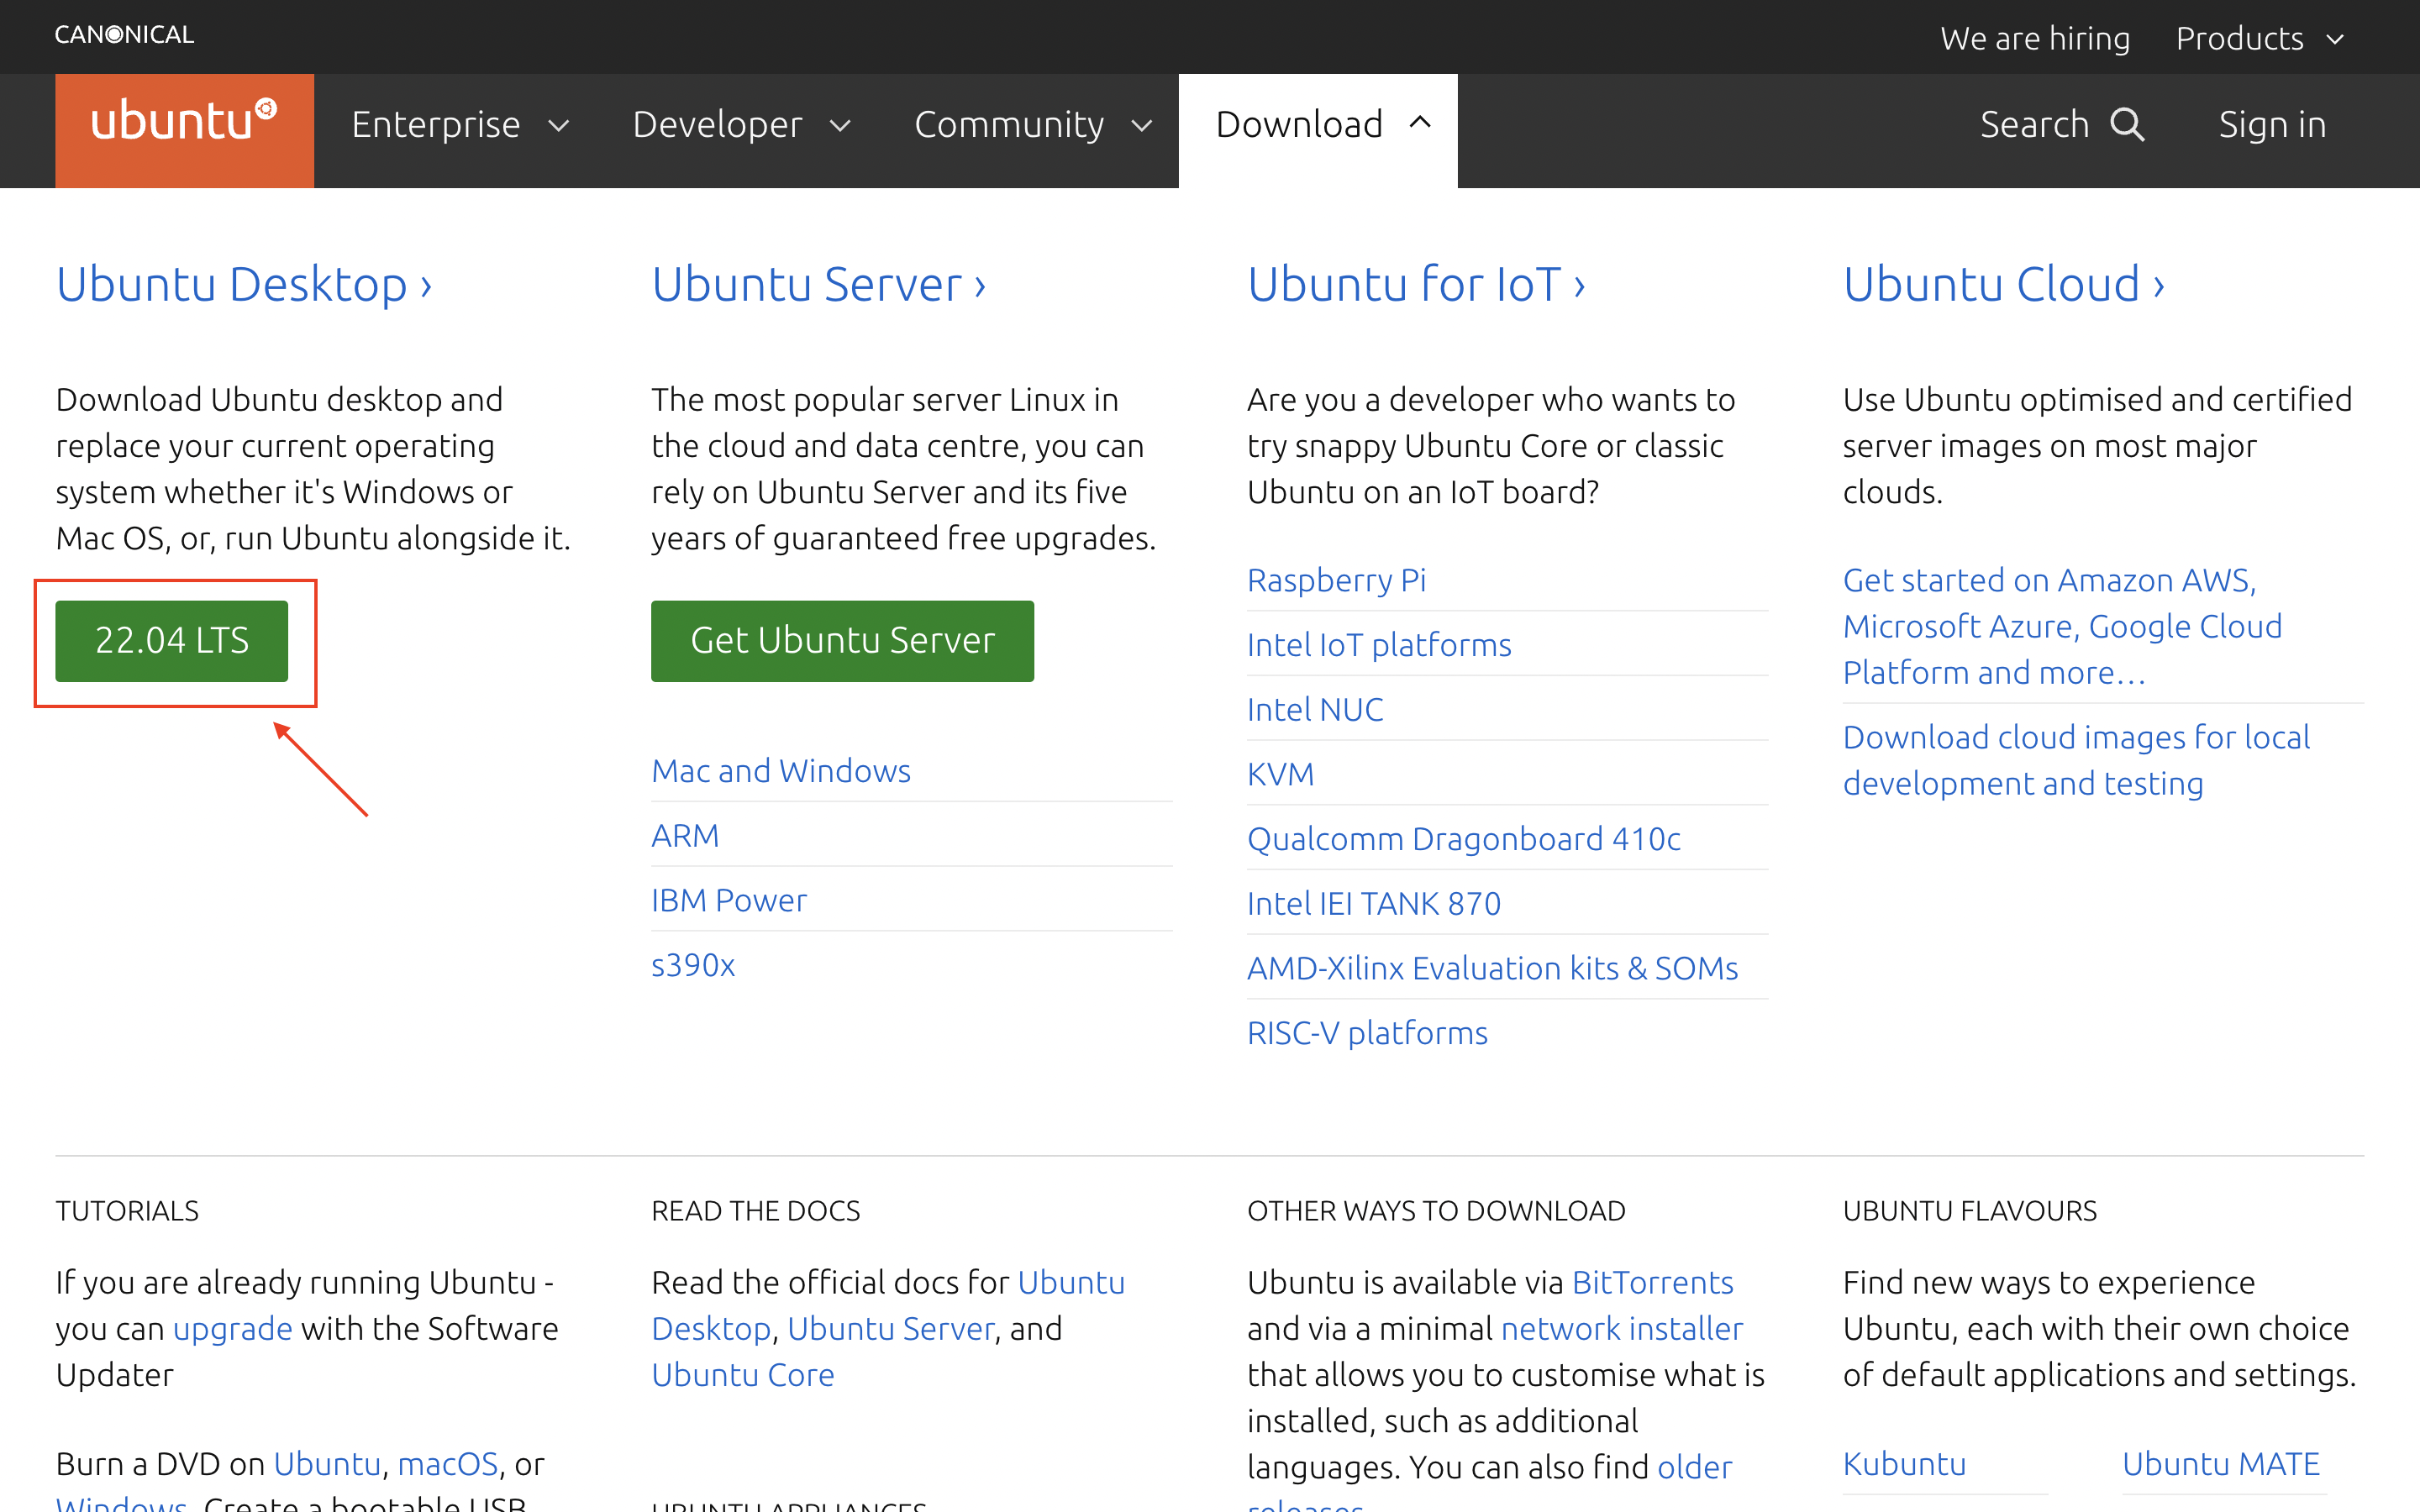 CANONICAL
We are hiring
Products
ubuntu
Enterprise
Developer
Community
Download
Search
Sign in
Ubuntu Desktop ›
Download Ubuntu desktop and
replace your current operating
system whether it's Windows or
Mac OS, or, run Ubuntu alongside it.
22.04 LTS
Ubuntu Server ›
The most popular server Linux in
the cloud and data centre, you can
rely on Ubuntu Server and its five
years of guaranteed free upgrades.
Get Ubuntu Server
Mac and Windows
ARM
IBM Power
s390x
Ubuntu for IoT ›
Are you a developer who wants to
try snappy Ubuntu Core or classic
Ubuntu on an IoT board?
Raspberry Pi
Intel IoT platforms
Intel NUC
KVM
Qualcomm Dragonboard 410c
Intel IEI TANK 870
AMD-Xilinx Evaluation kits & SOMs
RISC-V platforms
Ubuntu Cloud ›
Use Ubuntu optimised and certified
server images on most major
clouds.
Get started on Amazon AWS,
Microsoft Azure, Google Cloud
Platform and more…
Download cloud images for local
development and testing
TUTORIALS
If you are already running Ubuntu -
you can upgrade with the Software
Updater
Burn a DVD on Ubuntu, macOS, or
Windows. Create a bootable USB
READ THE DOCS
Read the official docs for Ubuntu
Desktop, Ubuntu Server, and
Ubuntu Core
UBUNTU APPLIANCES
OTHER WAYS TO DOWNLOAD
Ubuntu is available via BitTorrents
and via a minimal network installer
that allows you to customise what is
installed, such as additional
languages. You can also find older
releases.
UBUNTU FLAVOURS
Find new ways to experience
Ubuntu, each with their own choice
of default applications and settings.
Kubuntu
Ubuntu MATE